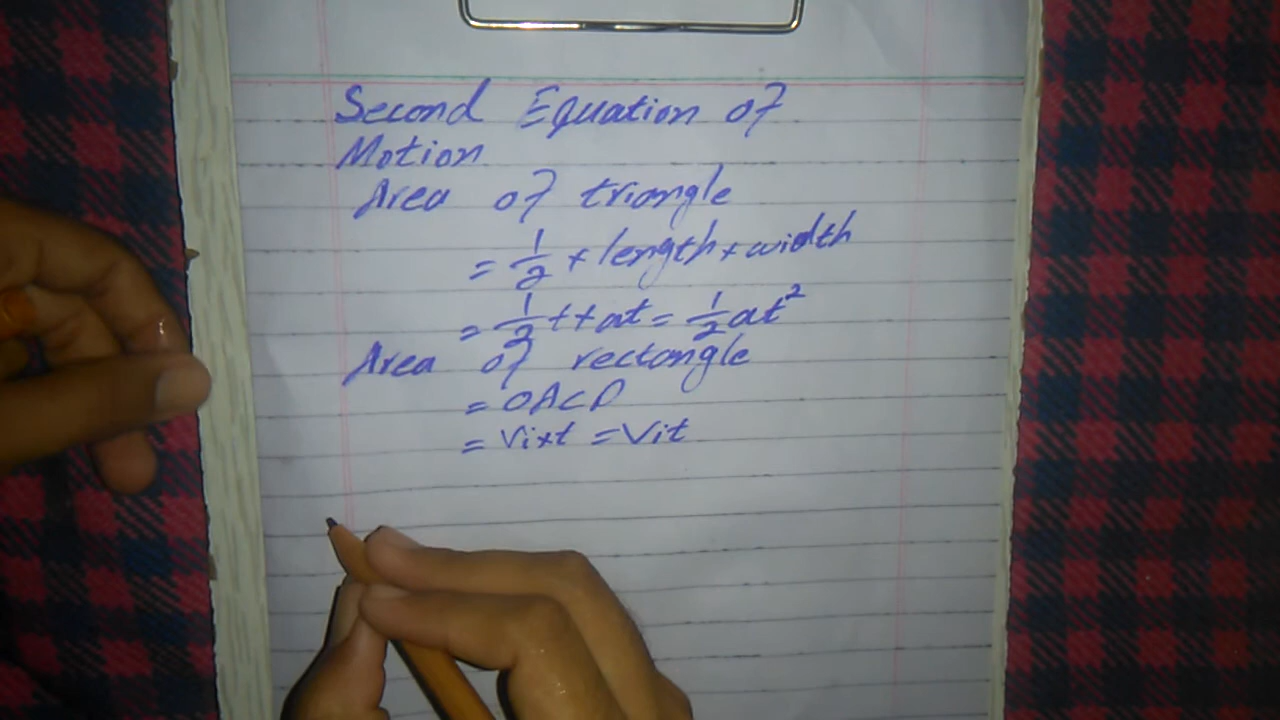 Second Equation of
Motion
Area of triangle
= 1/2 × length × width
= 1/2 t × at = 1/2 at²
Area of rectangle
= OACD
= Vi×t = Vit